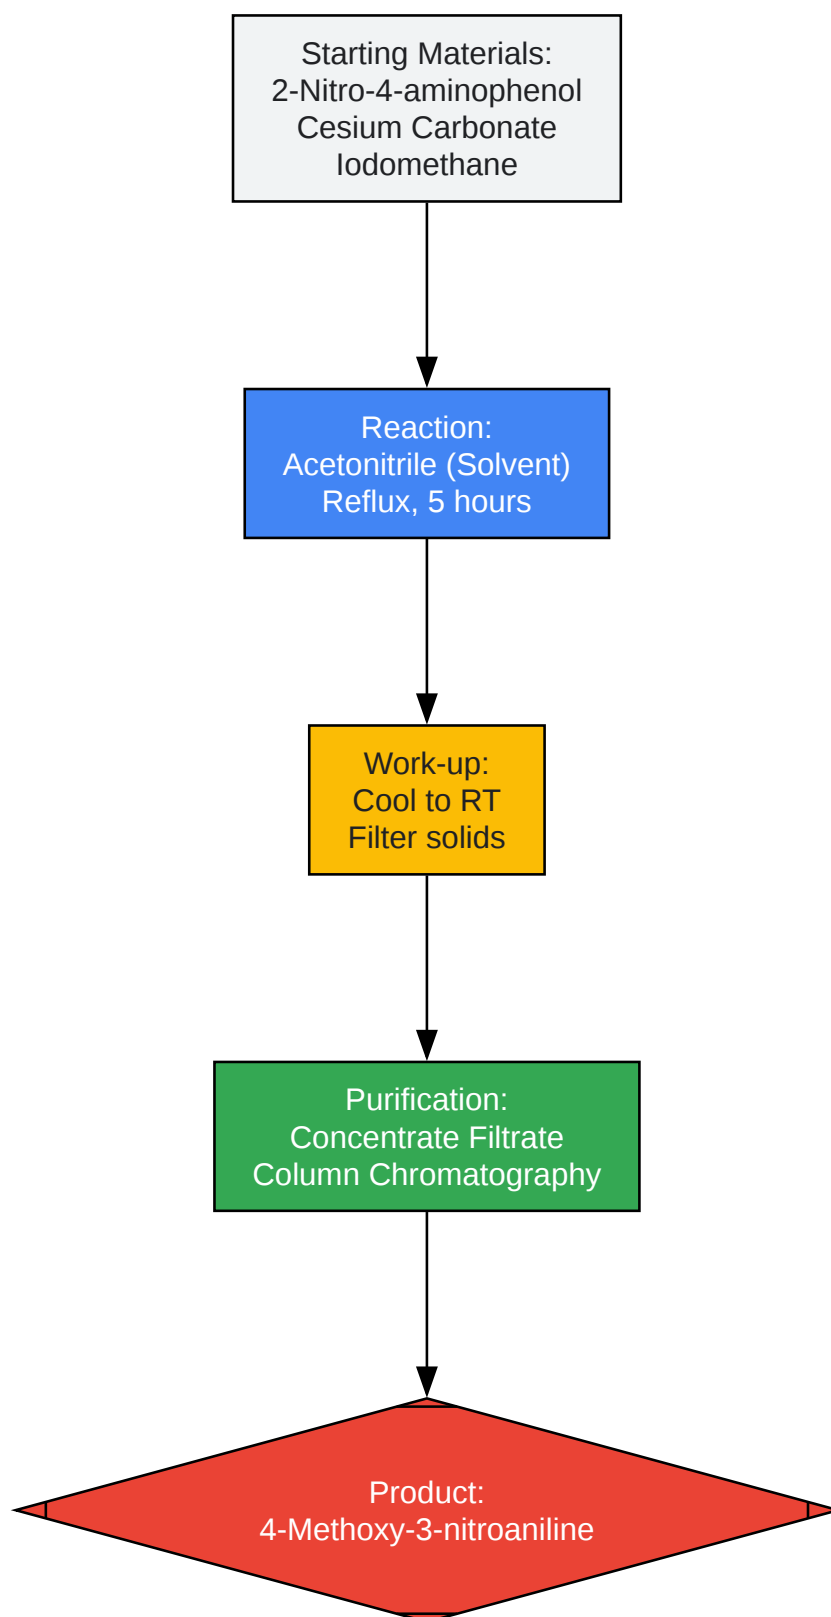 Starting Materials:
2-Nitro-4-aminophenol
Cesium Carbonate
Iodomethane
Reaction:
Acetonitrile (Solvent)
Reflux, 5 hours
Work-up:
Cool to RT
Filter solids
Purification:
Concentrate Filtrate
Column Chromatography
Product:
4-Methoxy-3-nitroaniline